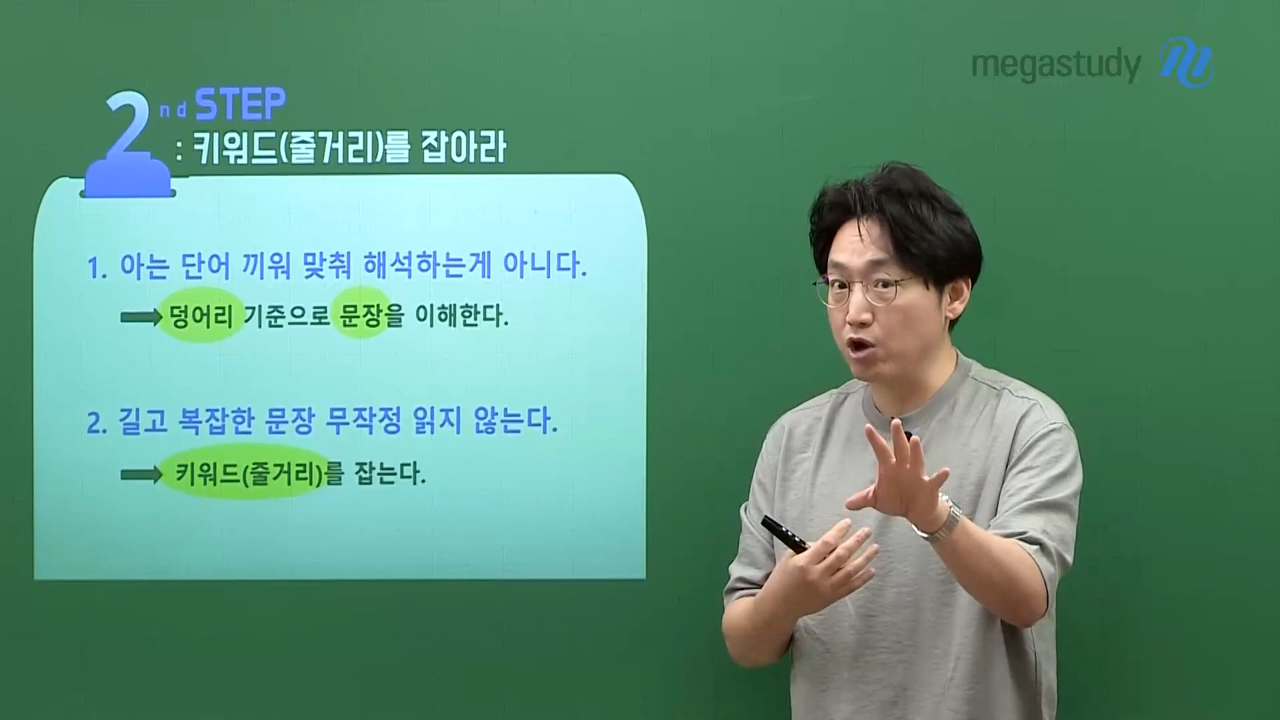 megastudy
2nd STEP
: 키워드(줄거리)를 잡아라
1. 아는 단어 끼워 맞춰 해석하는게 아니다.
덩어리 기준으로 문장을 이해한다.
2. 길고 복잡한 문장 무작정 읽지 않는다.
키워드(줄거리)를 잡는다.